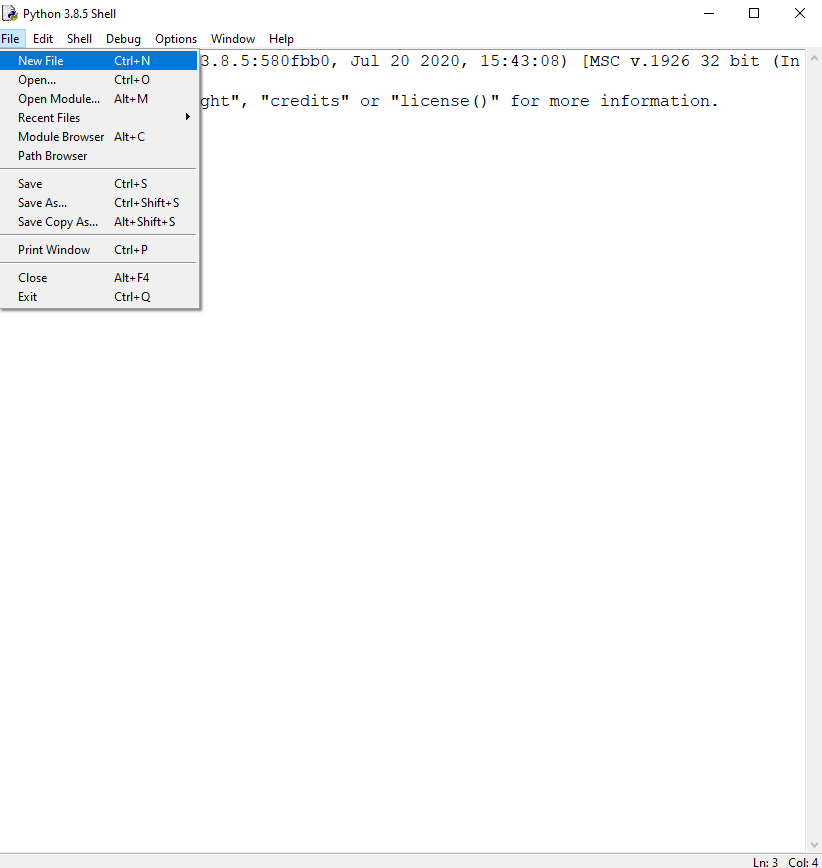 Python 3.8.5 Shell
File Edit Shell Debug Options Window Help
New File Ctrl+N
3.8.5:580fbb0, Jul 20 2020, 15:43:08) [MSC v.1926 32 bit (In
Open... Ctrl+O
Open Module... Alt+M
ght", "credits" or "license()" for more information.
Recent Files
Module Browser Alt+C
Path Browser
Save Ctrl+S
Save As... Ctrl+Shift+S
Save Copy As... Alt+Shift+S
Print Window Ctrl+P
Close Alt+F4
Exit Ctrl+Q
Ln: 3 Col: 4